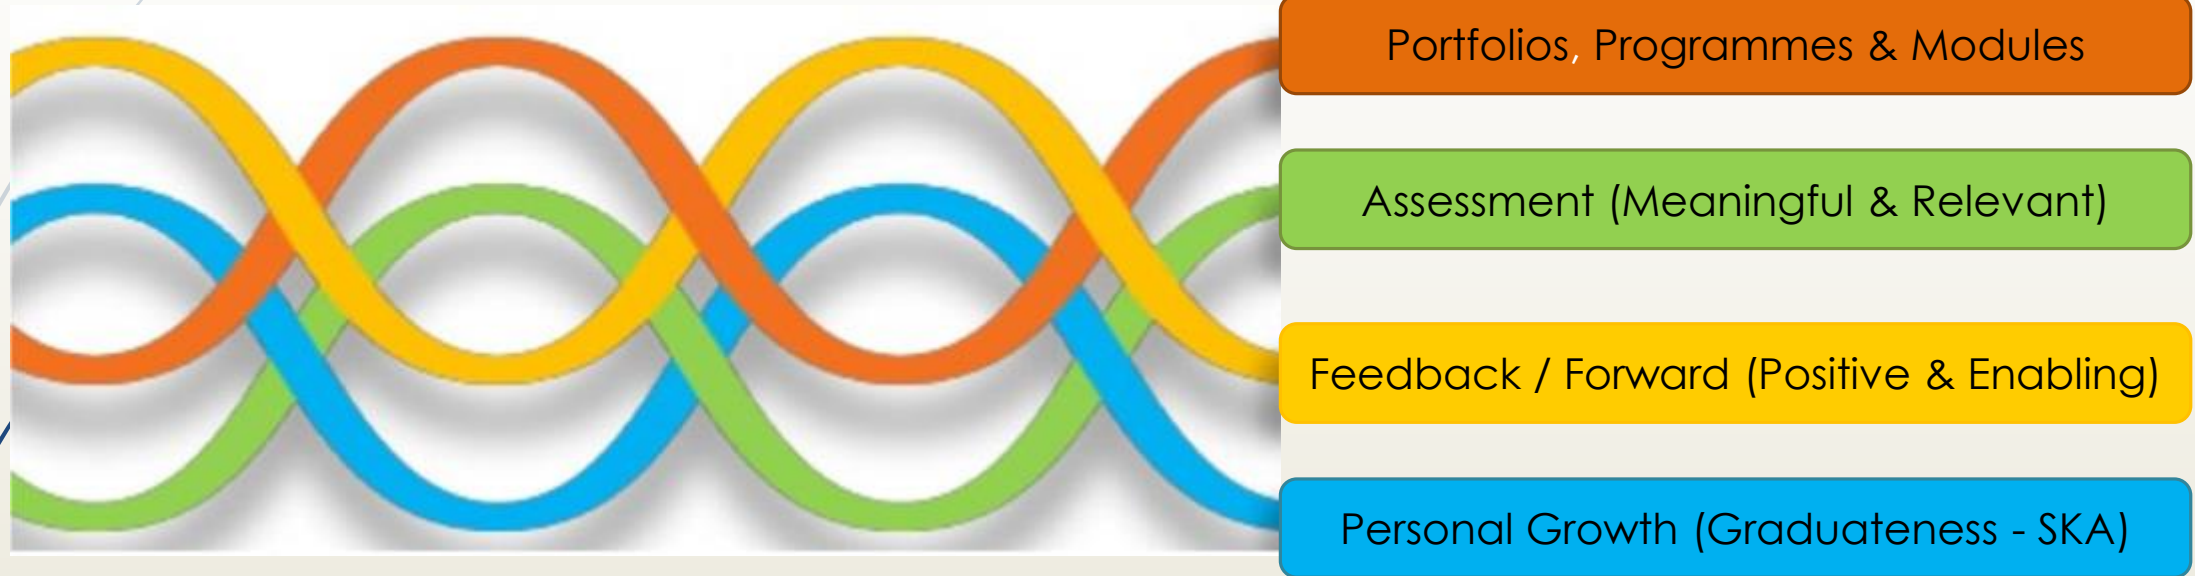 Portfolios, Programmes & Modules
Assessment (Meaningful & Relevant)
Feedback / Forward (Positive & Enabling)
Personal Growth (Graduateness - SKA)